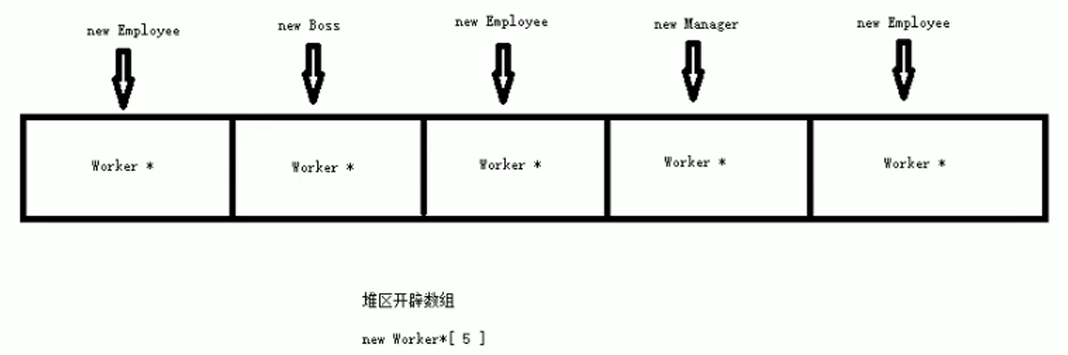 new Employee
new Boss
new Employee
new Manager
new Employee
Worker *
Worker *
Worker *
Worker *
Worker *
堆区开辟数组
new Worker*[ 5 ]